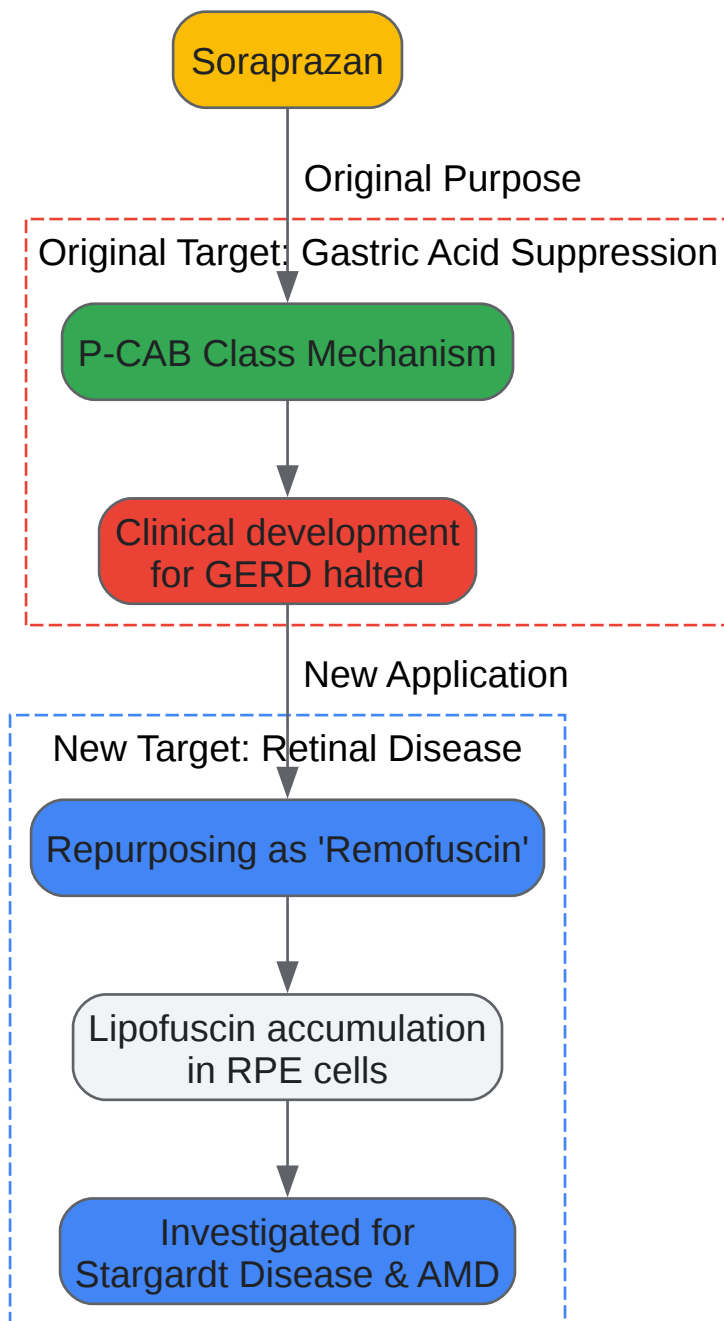 Soraprazan
Original Purpose
Original Target: Gastric Acid Suppression
P-CAB Class Mechanism
Clinical development
for GERD halted
New Application
New Target: Retinal Disease
Repurposing as 'Remofuscin'
Lipofuscin accumulation
in RPE cells
Investigated for
Stargardt Disease & AMD